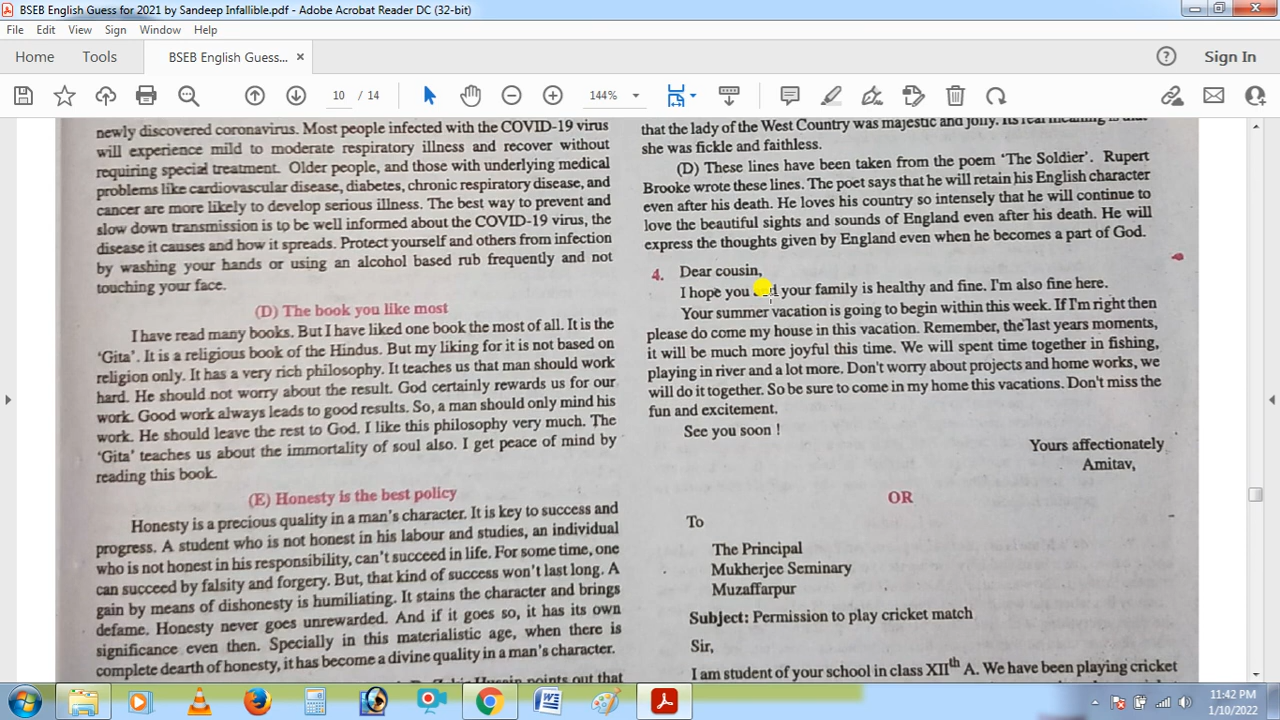 BSEB English Guess for 2021 by Sandeep Infallible.pdf - Adobe Acrobat Reader DC (32-bit)
File Edit View Sign Window Help
Home Tools BSEB English Guess... × Sign In
10 / 14 144%
newly discovered coronavirus. Most people infected with the COVID-19 virus
will experience mild to moderate respiratory illness and recover without
requiring special treatment. Older people, and those with underlying medical
problems like cardiovascular disease, diabetes, chronic respiratory disease, and
cancer are more likely to develop serious illness. The best way to prevent and
slow down transmission is to be well informed about the COVID-19 virus, the
disease it causes and how it spreads. Protect yourself and others from infection
by washing your hands or using an alcohol based rub frequently and not
touching your face.
(D) The book you like most
I have read many books. But I have liked one book the most of all. It is the
‘Gita’. It is a religious book of the Hindus. But my liking for it is not based on
religion only. It has a very rich philosophy. It teaches us that man should work
hard. He should not worry about the result. God certainly rewards us for our
work. Good work always leads to good results. So, a man should only mind his
work. He should leave the rest to God. I like this philosophy very much. The
‘Gita’ teaches us about the immortality of soul also. I get peace of mind by
reading this book.
(E) Honesty is the best policy
Honesty is a precious quality in a man’s character. It is key to success and
progress. A student who is not honest in his labour and studies, an individual
who is not honest in his responsibility, can’t succeed in life. For some time, one
can succeed by falsity and forgery. But, that kind of success won’t last long. A
gain by means of dishonesty is humiliating. It stains the character and brings
defame. Honesty never goes unrewarded. And if it goes so, it has its own
significance even then. Specially in this materialistic age, when there is
complete dearth of honesty, it has become a divine quality in a man’s character.
points out that
that the lady of the West Country was majestic and jolly. Its real meaning is that
she was fickle and faithless.
(D) These lines have been taken from the poem ‘The Soldier’. Rupert
Brooke wrote these lines. The poet says that he will retain his English character
even after his death. He loves his country so intensely that he will continue to
love the beautiful sights and sounds of England even after his death. He will
express the thoughts given by England even when he becomes a part of God.
4. Dear cousin,
I hope you and your family is healthy and fine. I'm also fine here.
Your summer vacation is going to begin within this week. If I'm right then
please do come my house in this vacation. Remember, the last years moments,
it will be much more joyful this time. We will spent time together in fishing,
playing in river and a lot more. Don't worry about projects and home works, we
will do it together. So be sure to come in my home this vacations. Don't miss the
fun and excitement.
See you soon !
Yours affectionately
Amitav,
OR
To
The Principal
Mukherjee Seminary
Muzaffarpur
Subject: Permission to play cricket match
Sir,
I am student of your school in class XIIth A. We have been playing cricket
11:42 PM
1/10/2022